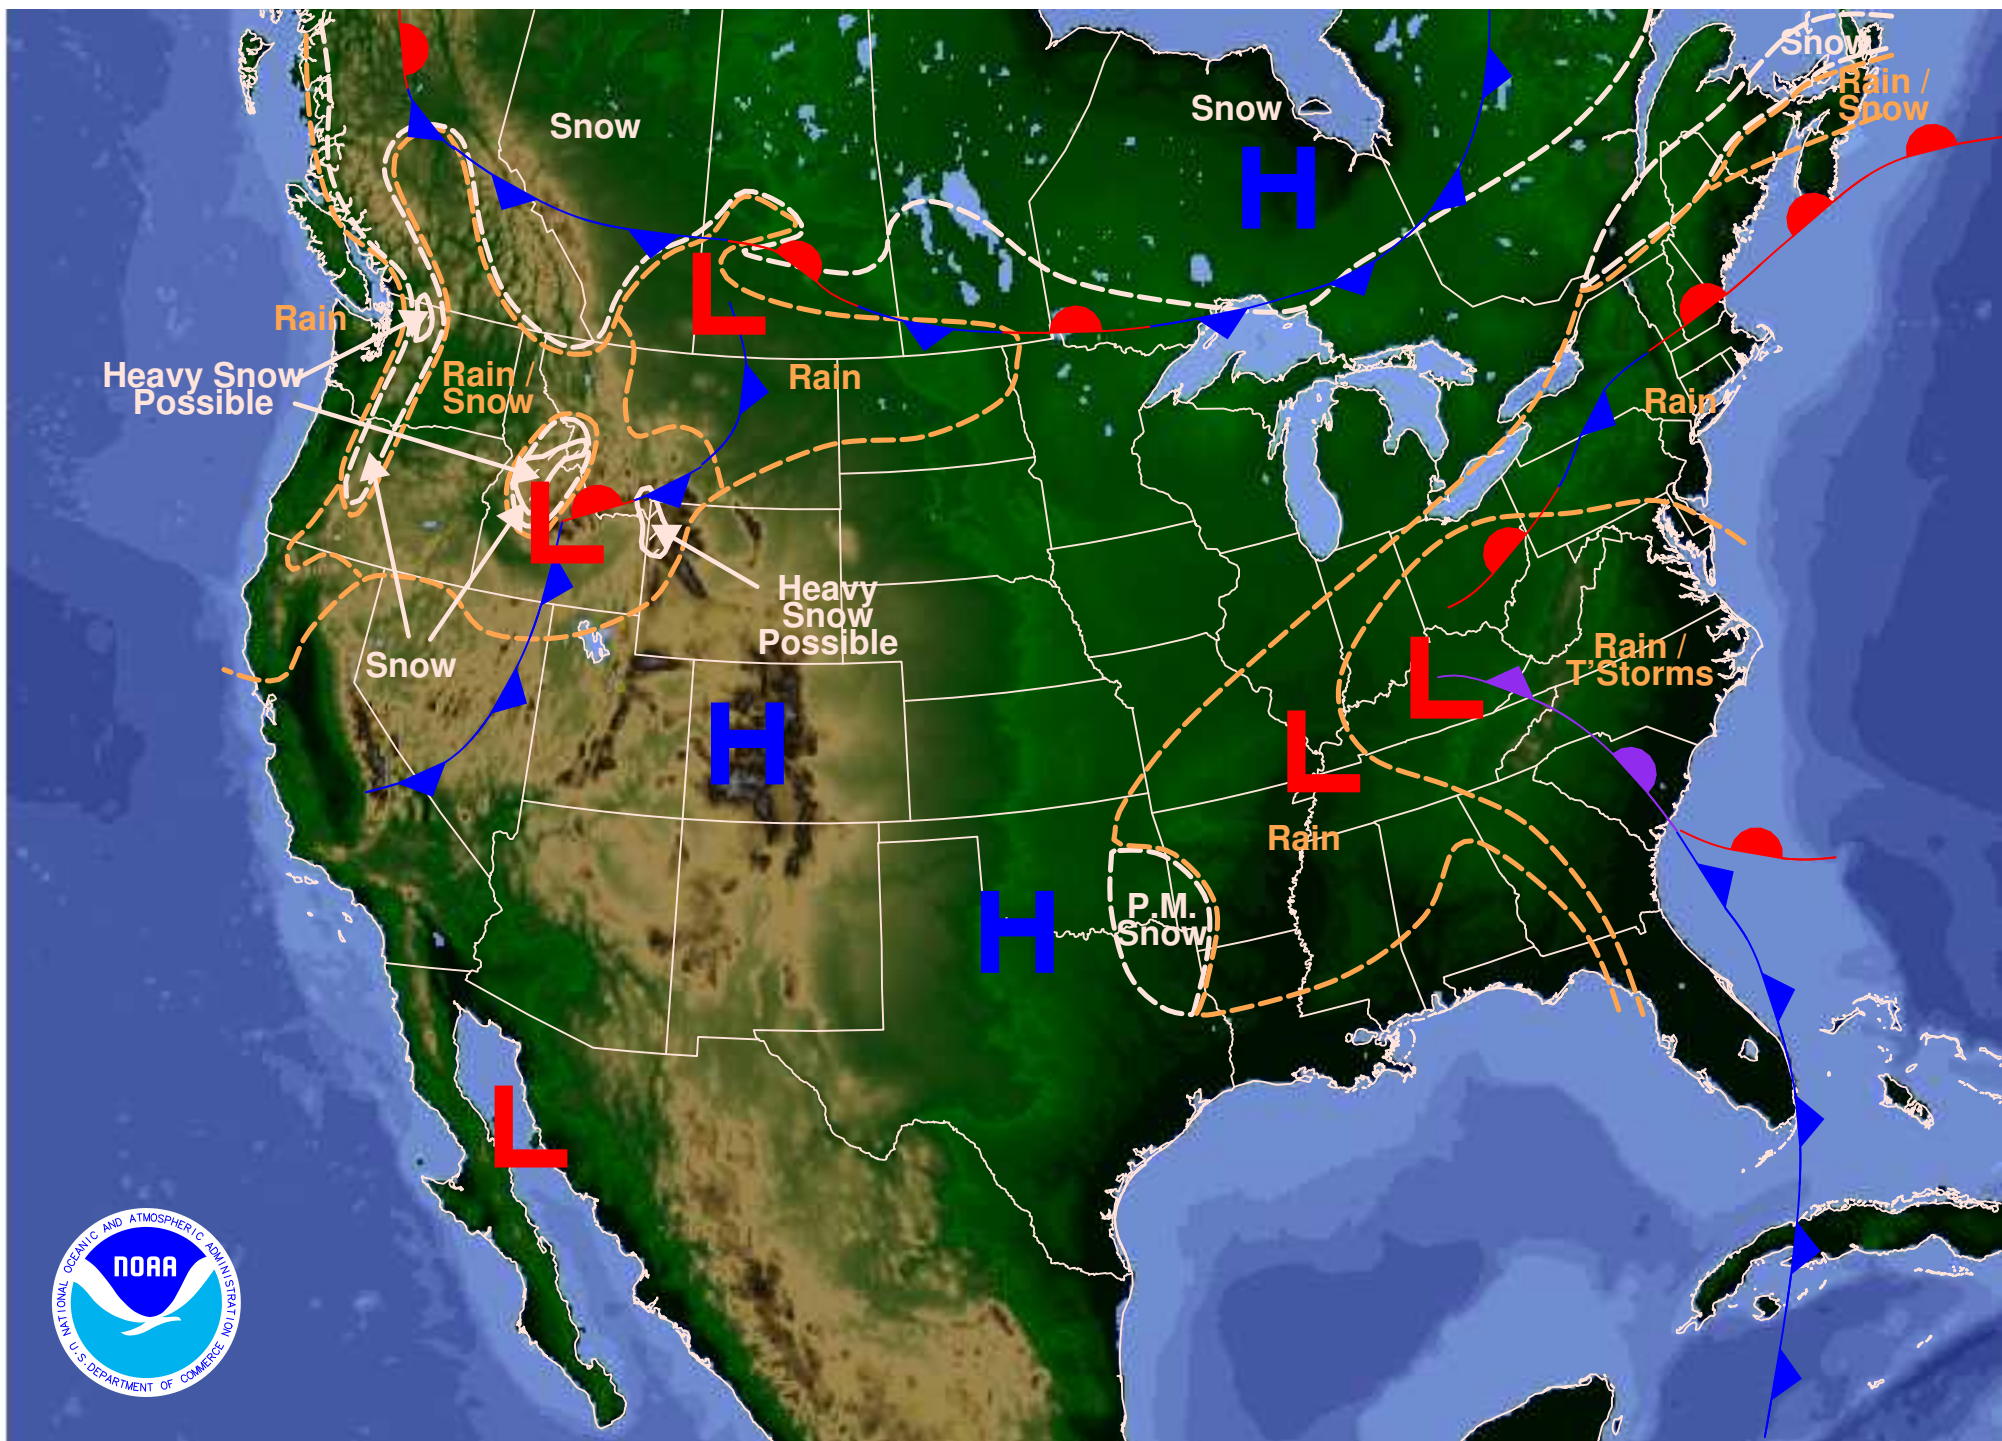 Snow
Rain /
Snow
Snow
Snow
H
L
Rain
Heavy Snow
Possible
Rain /
Snow
Rain
Rain
L
Heavy
Snow
Possible
Snow
Rain /
T'Storms
L
H
L
Rain
H
P.M.
Snow
L
NATIONAL OCEANIC AND ATMOSPHERIC ADMINISTRATION
NOAA
U.S. DEPARTMENT OF COMMERCE